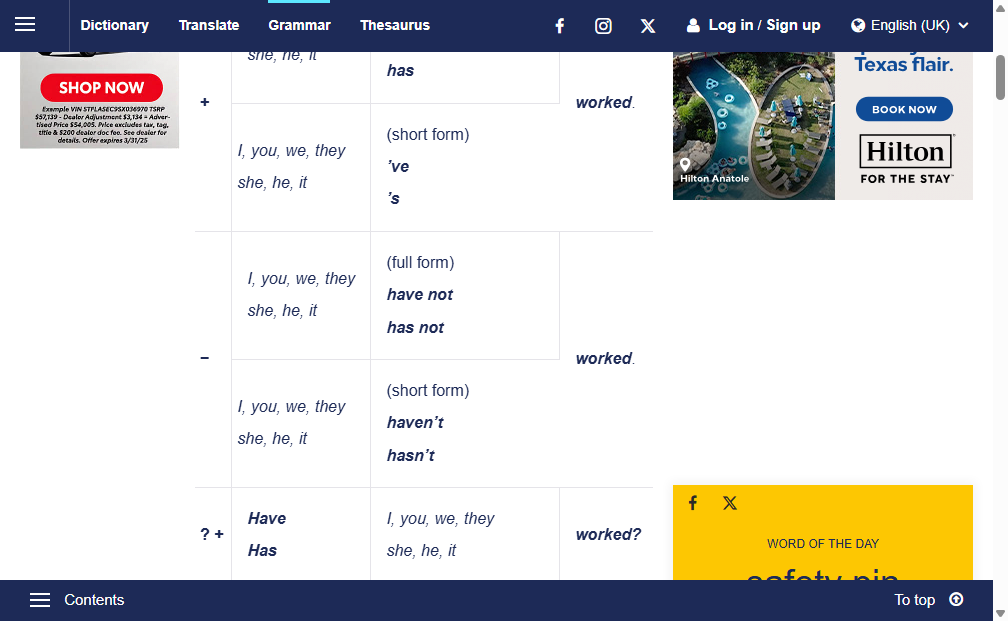 Dictionary
Translate
Grammar
Thesaurus
Log in / Sign up
English (UK)
SHOP NOW
Example VIN 5TFLA5EC9SX036970 TSRP
$57,139 - Dealer Adjustment $3,134 = Adver-
tised Price $54,005. Price excludes tax, tag,
title & $200 dealer doc fee. See dealer for
details. Offer expires 3/31/25
she, he, it
has
+
worked.
I, you, we, they
she, he, it
(short form)
’ve
’s
I, you, we, they
she, he, it
(full form)
have not
has not
–
worked.
I, you, we, they
she, he, it
(short form)
haven’t
hasn’t
? +
Have
Has
I, you, we, they
she, he, it
worked?
Texas flair.
BOOK NOW
Hilton
FOR THE STAY™
Hilton Anatole
WORD OF THE DAY
safety pin
Contents
To top